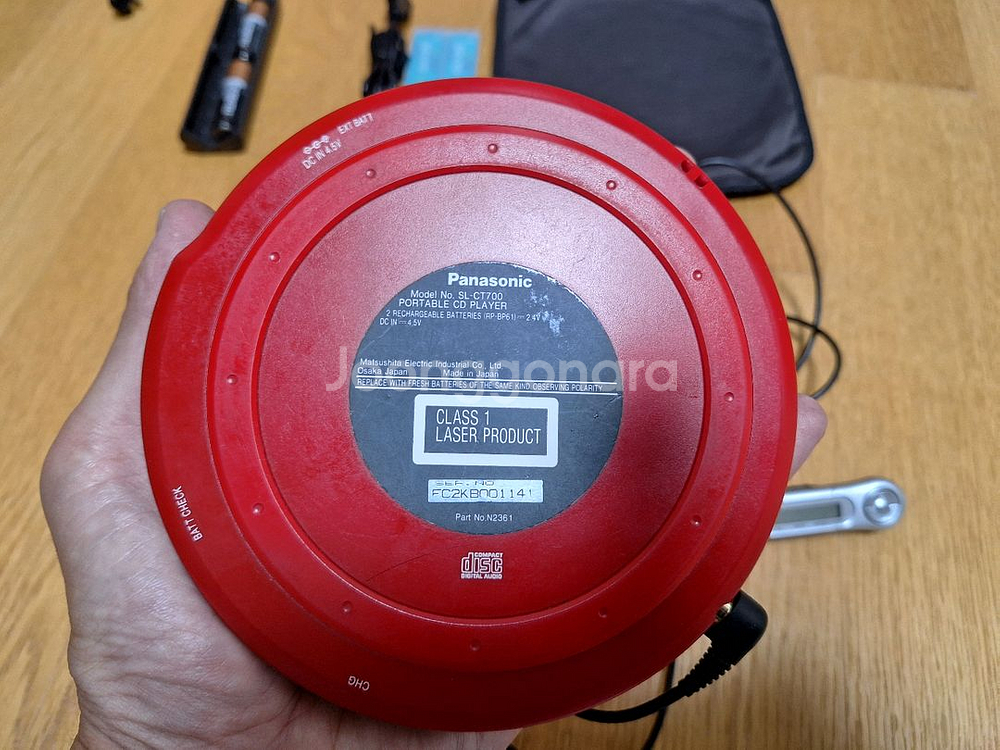 EXT BATT
DC IN 4.5V
Panasonic
Model No. SL-CT700
PORTABLE CD PLAYER
2 RECHARGEABLE BATTERIES (RP-BP61) ⎓ 2.4V
DC IN ⎓ 4.5V
Matsushita Electric Industrial Co., Ltd
Osaka Japan Made in Japan
Joonggonara
REPLACE WITH FRESH BATTERIES OF THE SAME KIND OBSERVING POLARITY.
CLASS 1
LASER PRODUCT
SER. NO
FC2KB001141
Part No.N2361
BATT CHECK
COMPACT
disc
DIGITAL AUDIO
CHG